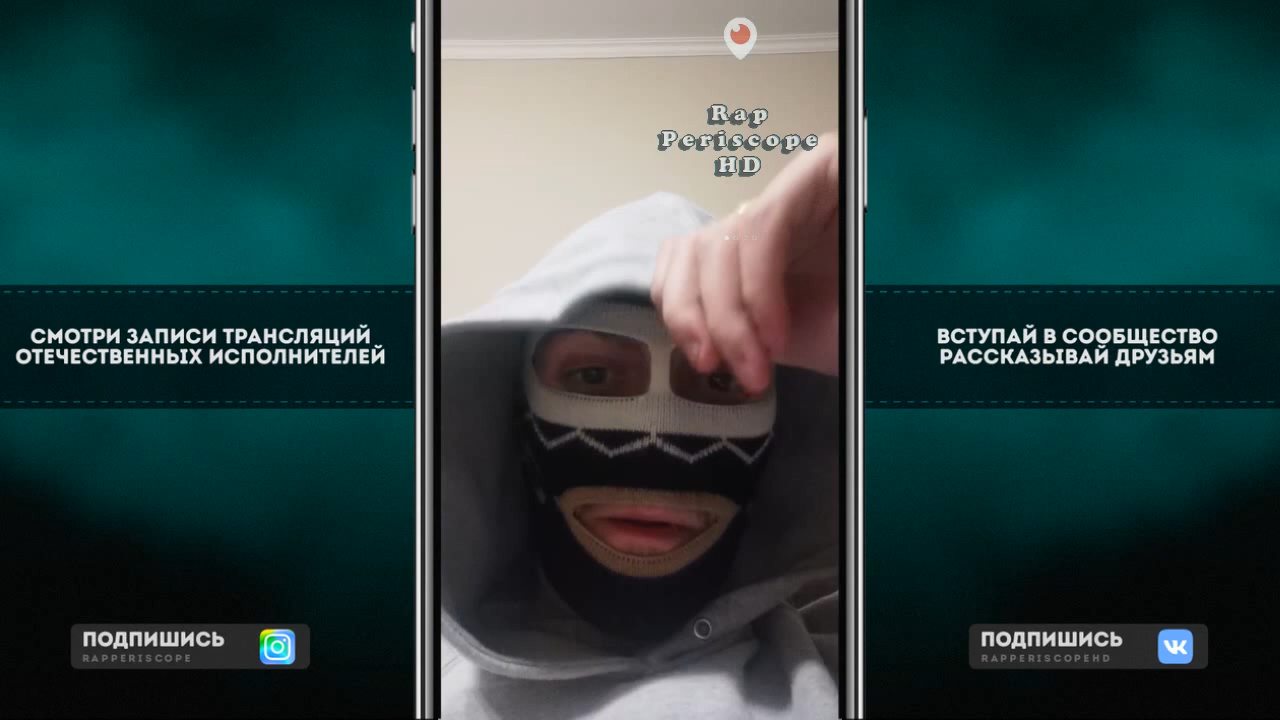 Rap
Periscope
HD
СМОТРИ ЗАПИСИ ТРАНСЛЯЦИЙ
ОТЕЧЕСТВЕННЫХ ИСПОЛНИТЕЛЕЙ
ВСТУПАЙ В СООБЩЕСТВО
РАССКАЗЫВАЙ ДРУЗЬЯМ
ПОДПИШИСЬ
RAPPERISCOPE
ПОДПИШИСЬ
RAPPERISCOPEHD